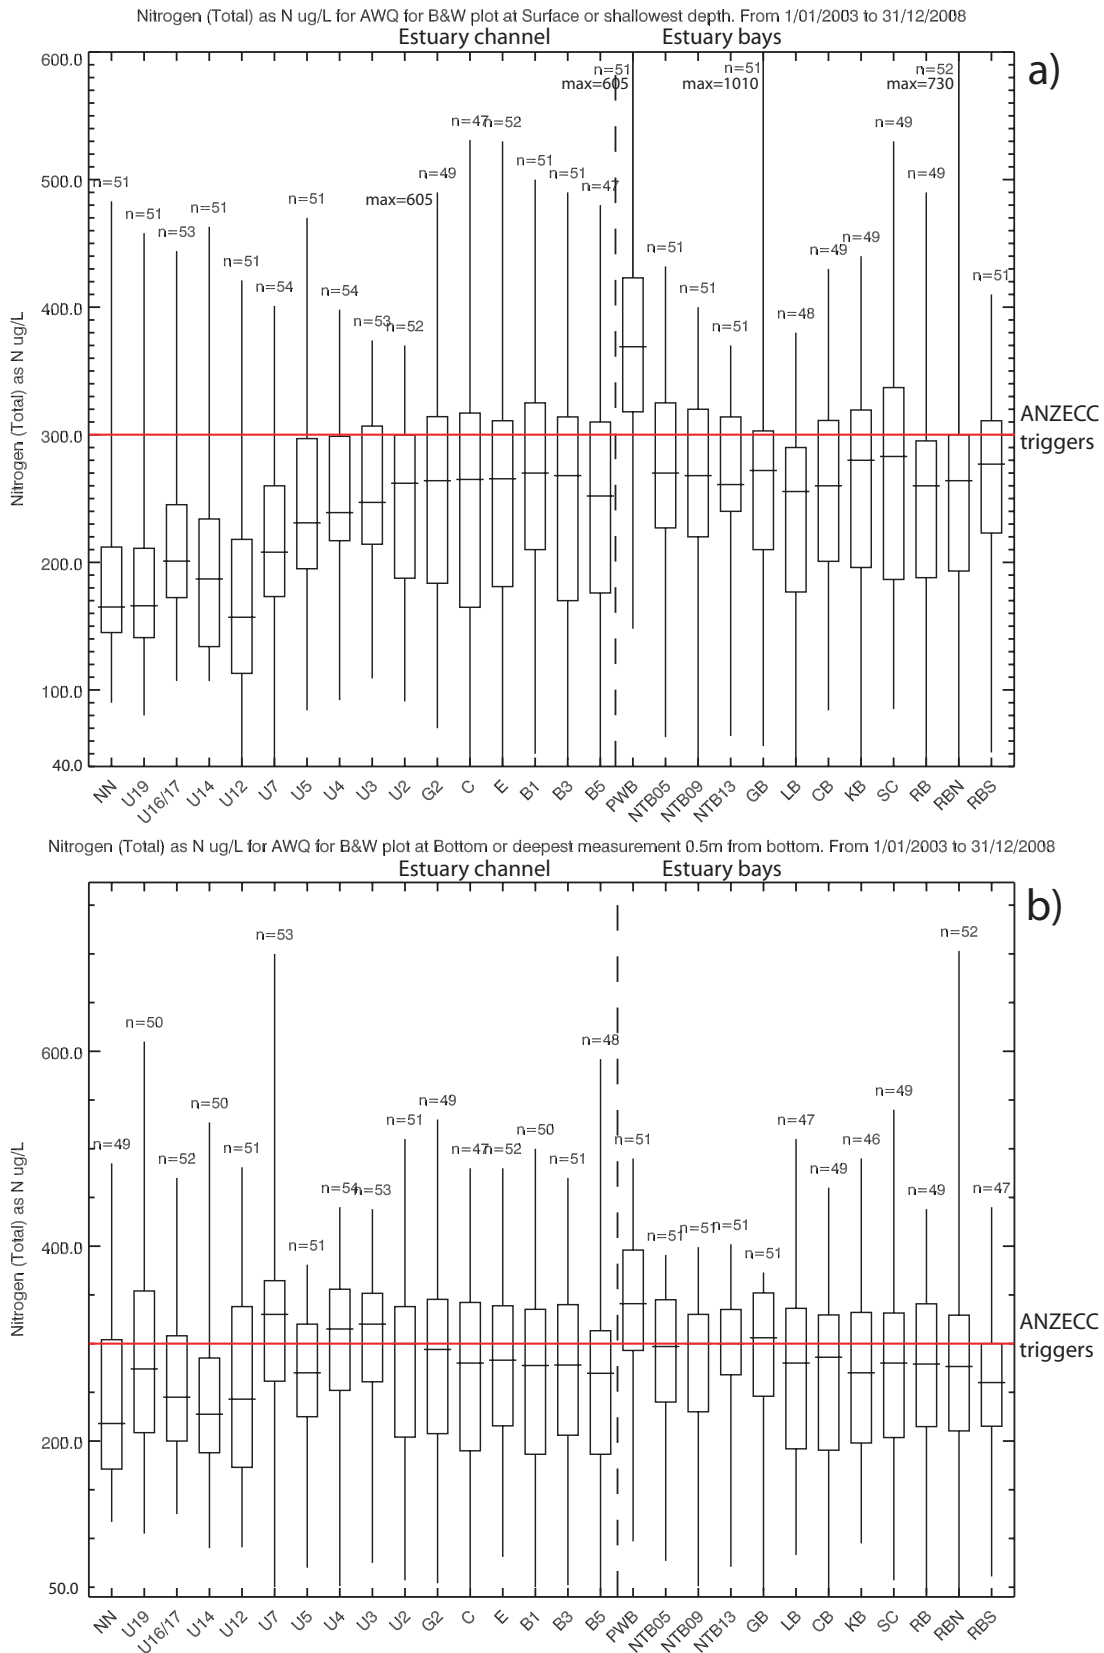 Nitrogen (Total) as N ug/L for AWQ for B&W plot at Surface or shallowest depth. From 1/01/2003 to 31/12/2008
Estuary channel Estuary bays
a)
600.0
500.0
400.0
300.0
200.0
100.0
40.0
Nitrogen (Total) as N ug/L
n=51
n=51
n=53
n=51
n=51
n=54
n=51
n=54
n=53
n=52
max=605
n=49
n=47
n=52
n=51
n=51
n=47
n=51
max=605
n=51
n=51
n=51
n=51
max=1010
n=48
n=49
n=49
n=49
n=49
n=52
max=730
n=51
ANZECC
triggers
NN U19 U16/17 U14 U12 U7 U5 U4 U3 U2 G2 C E B1 B3 B5 PWB NTB05 NTB09 NTB13 GB LB CB KB SC RB RBN RBS
Nitrogen (Total) as N ug/L for AWQ for B&W plot at Bottom or deepest measurement 0.5m from bottom. From 1/01/2003 to 31/12/2008
Estuary channel Estuary bays
b)
600.0
400.0
200.0
50.0
Nitrogen (Total) as N ug/L
n=49
n=50
n=52
n=50
n=51
n=53
n=51
n=54
n=53
n=51
n=49
n=47
n=52
n=50
n=51
n=48
n=51
n=51
n=51
n=51
n=51
n=47
n=49
n=46
n=49
n=49
n=52
n=47
ANZECC
triggers
NN U19 U16/17 U14 U12 U7 U5 U4 U3 U2 G2 C E B1 B3 B5 PWB NTB05 NTB09 NTB13 GB LB CB KB SC RB RBN RBS